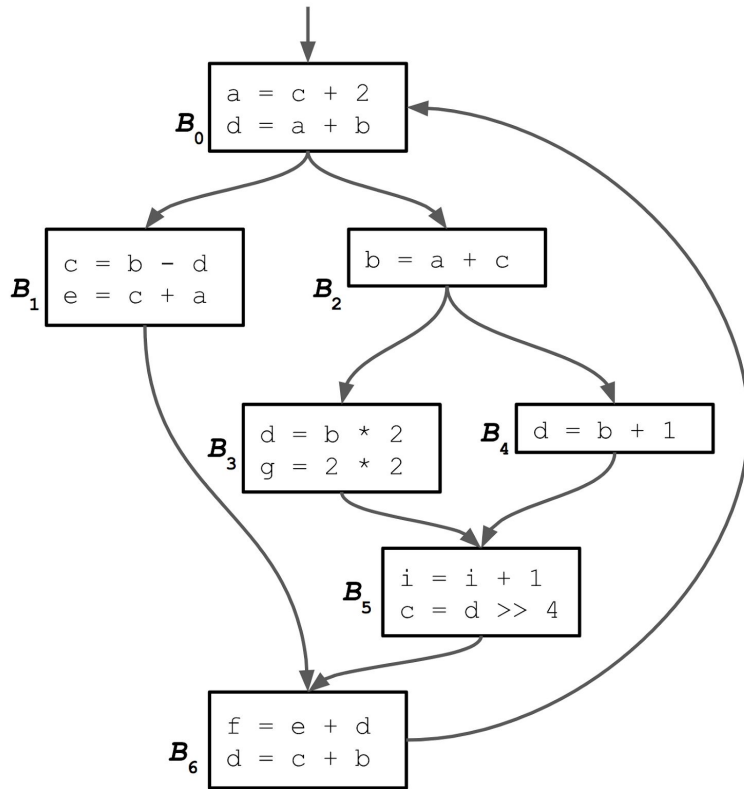 a = c + 2
d = a + b
B0
c = b - d
e = c + a
B1
b = a + c
B2
d = b * 2
g = 2 * 2
B3
d = b + 1
B4
i = i + 1
c = d >> 4
B5
f = e + d
d = c + b
B6